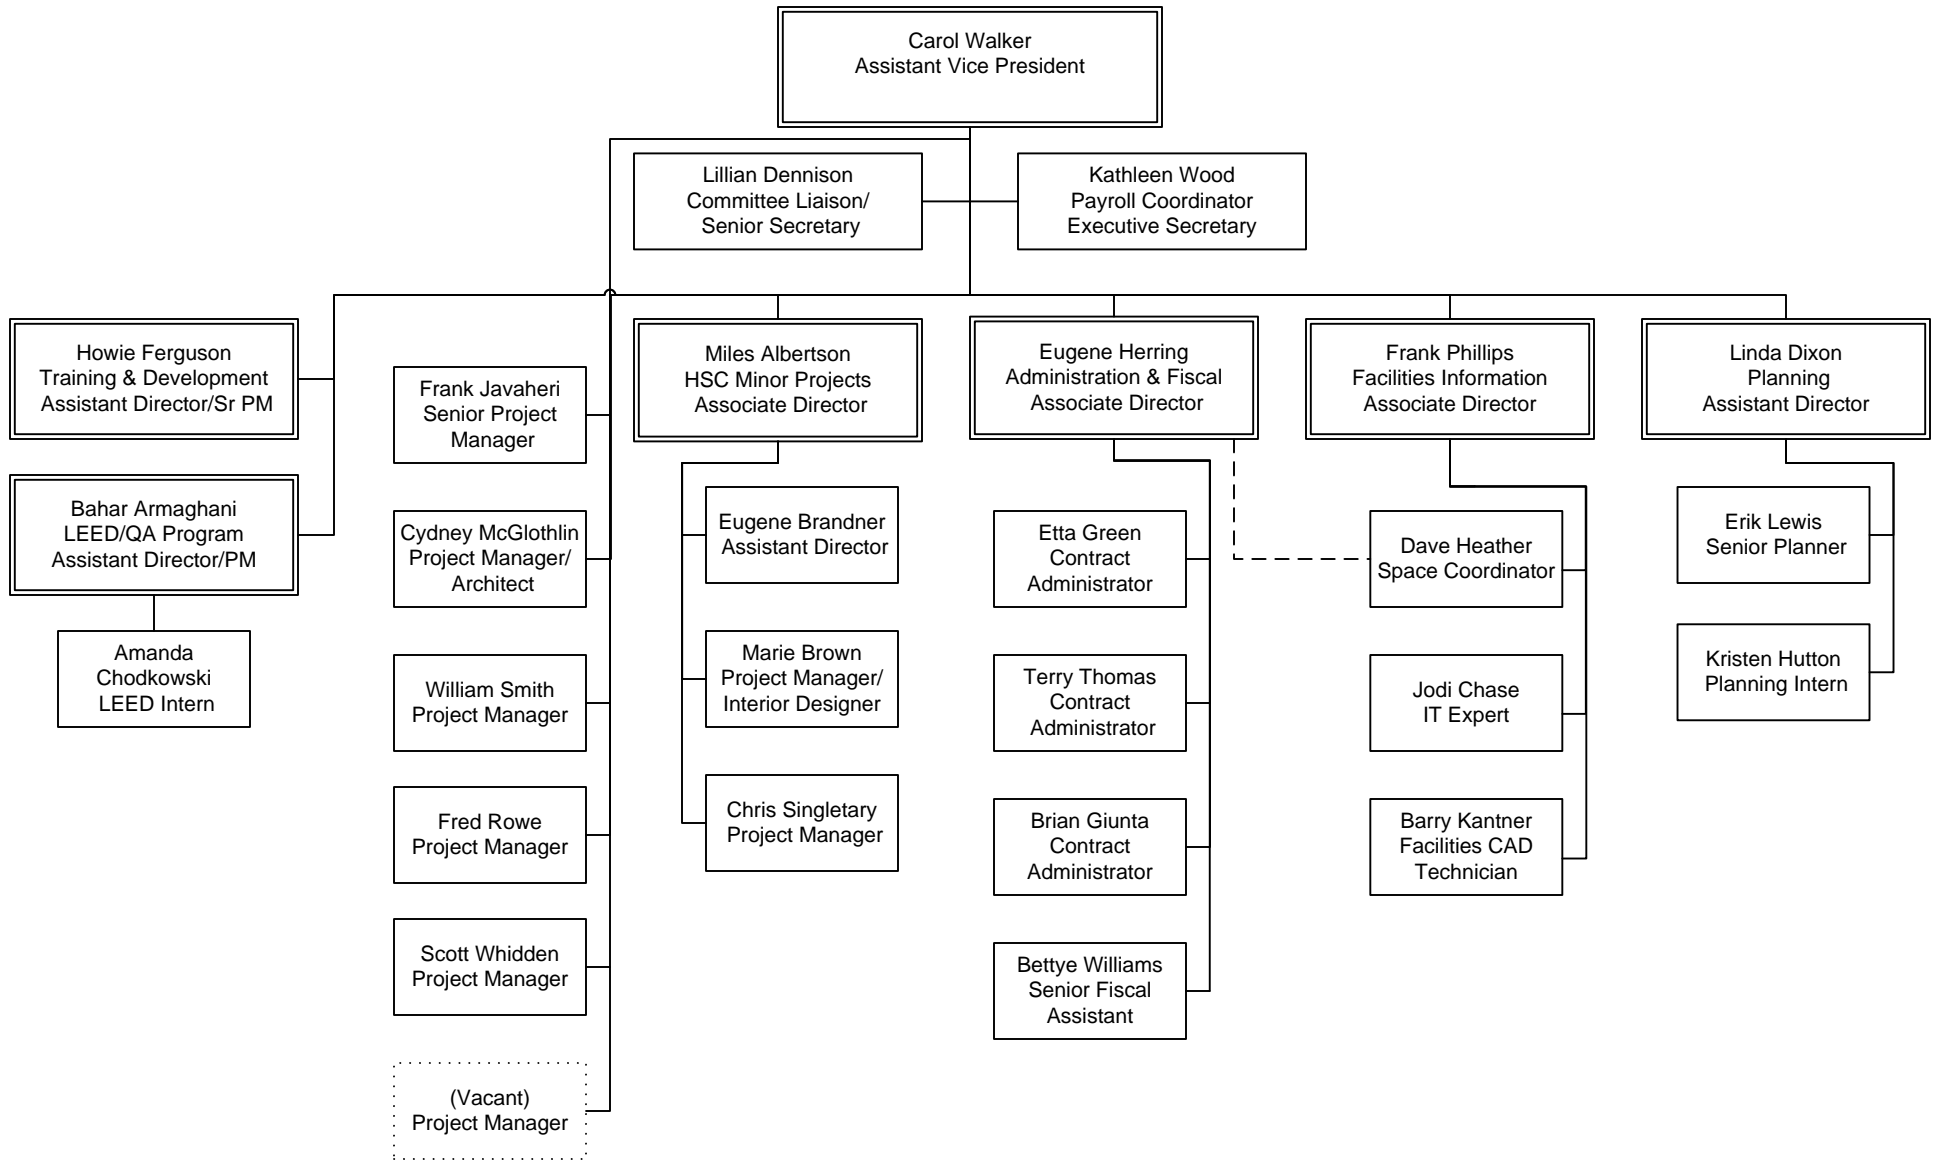 Carol Walker
Assistant Vice President
Lillian Dennison
Committee Liaison/
Senior Secretary
Kathleen Wood
Payroll Coordinator
Executive Secretary
Howie Ferguson
Training & Development
Assistant Director/Sr PM
Bahar Armaghani
LEED/QA Program
Assistant Director/PM
Amanda
Chodkowski
LEED Intern
Frank Javaheri
Senior Project
Manager
Cydney McGlothlin
Project Manager/
Architect
William Smith
Project Manager
Fred Rowe
Project Manager
Scott Whidden
Project Manager
(Vacant)
Project Manager
Miles Albertson
HSC Minor Projects
Associate Director
Eugene Brandner
Assistant Director
Marie Brown
Project Manager/
Interior Designer
Chris Singletary
Project Manager
Eugene Herring
Administration & Fiscal
Associate Director
Etta Green
Contract
Administrator
Terry Thomas
Contract
Administrator
Brian Giunta
Contract
Administrator
Bettye Williams
Senior Fiscal
Assistant
Frank Phillips
Facilities Information
Associate Director
Dave Heather
Space Coordinator
Jodi Chase
IT Expert
Barry Kantner
Facilities CAD
Technician
Linda Dixon
Planning
Assistant Director
Erik Lewis
Senior Planner
Kristen Hutton
Planning Intern